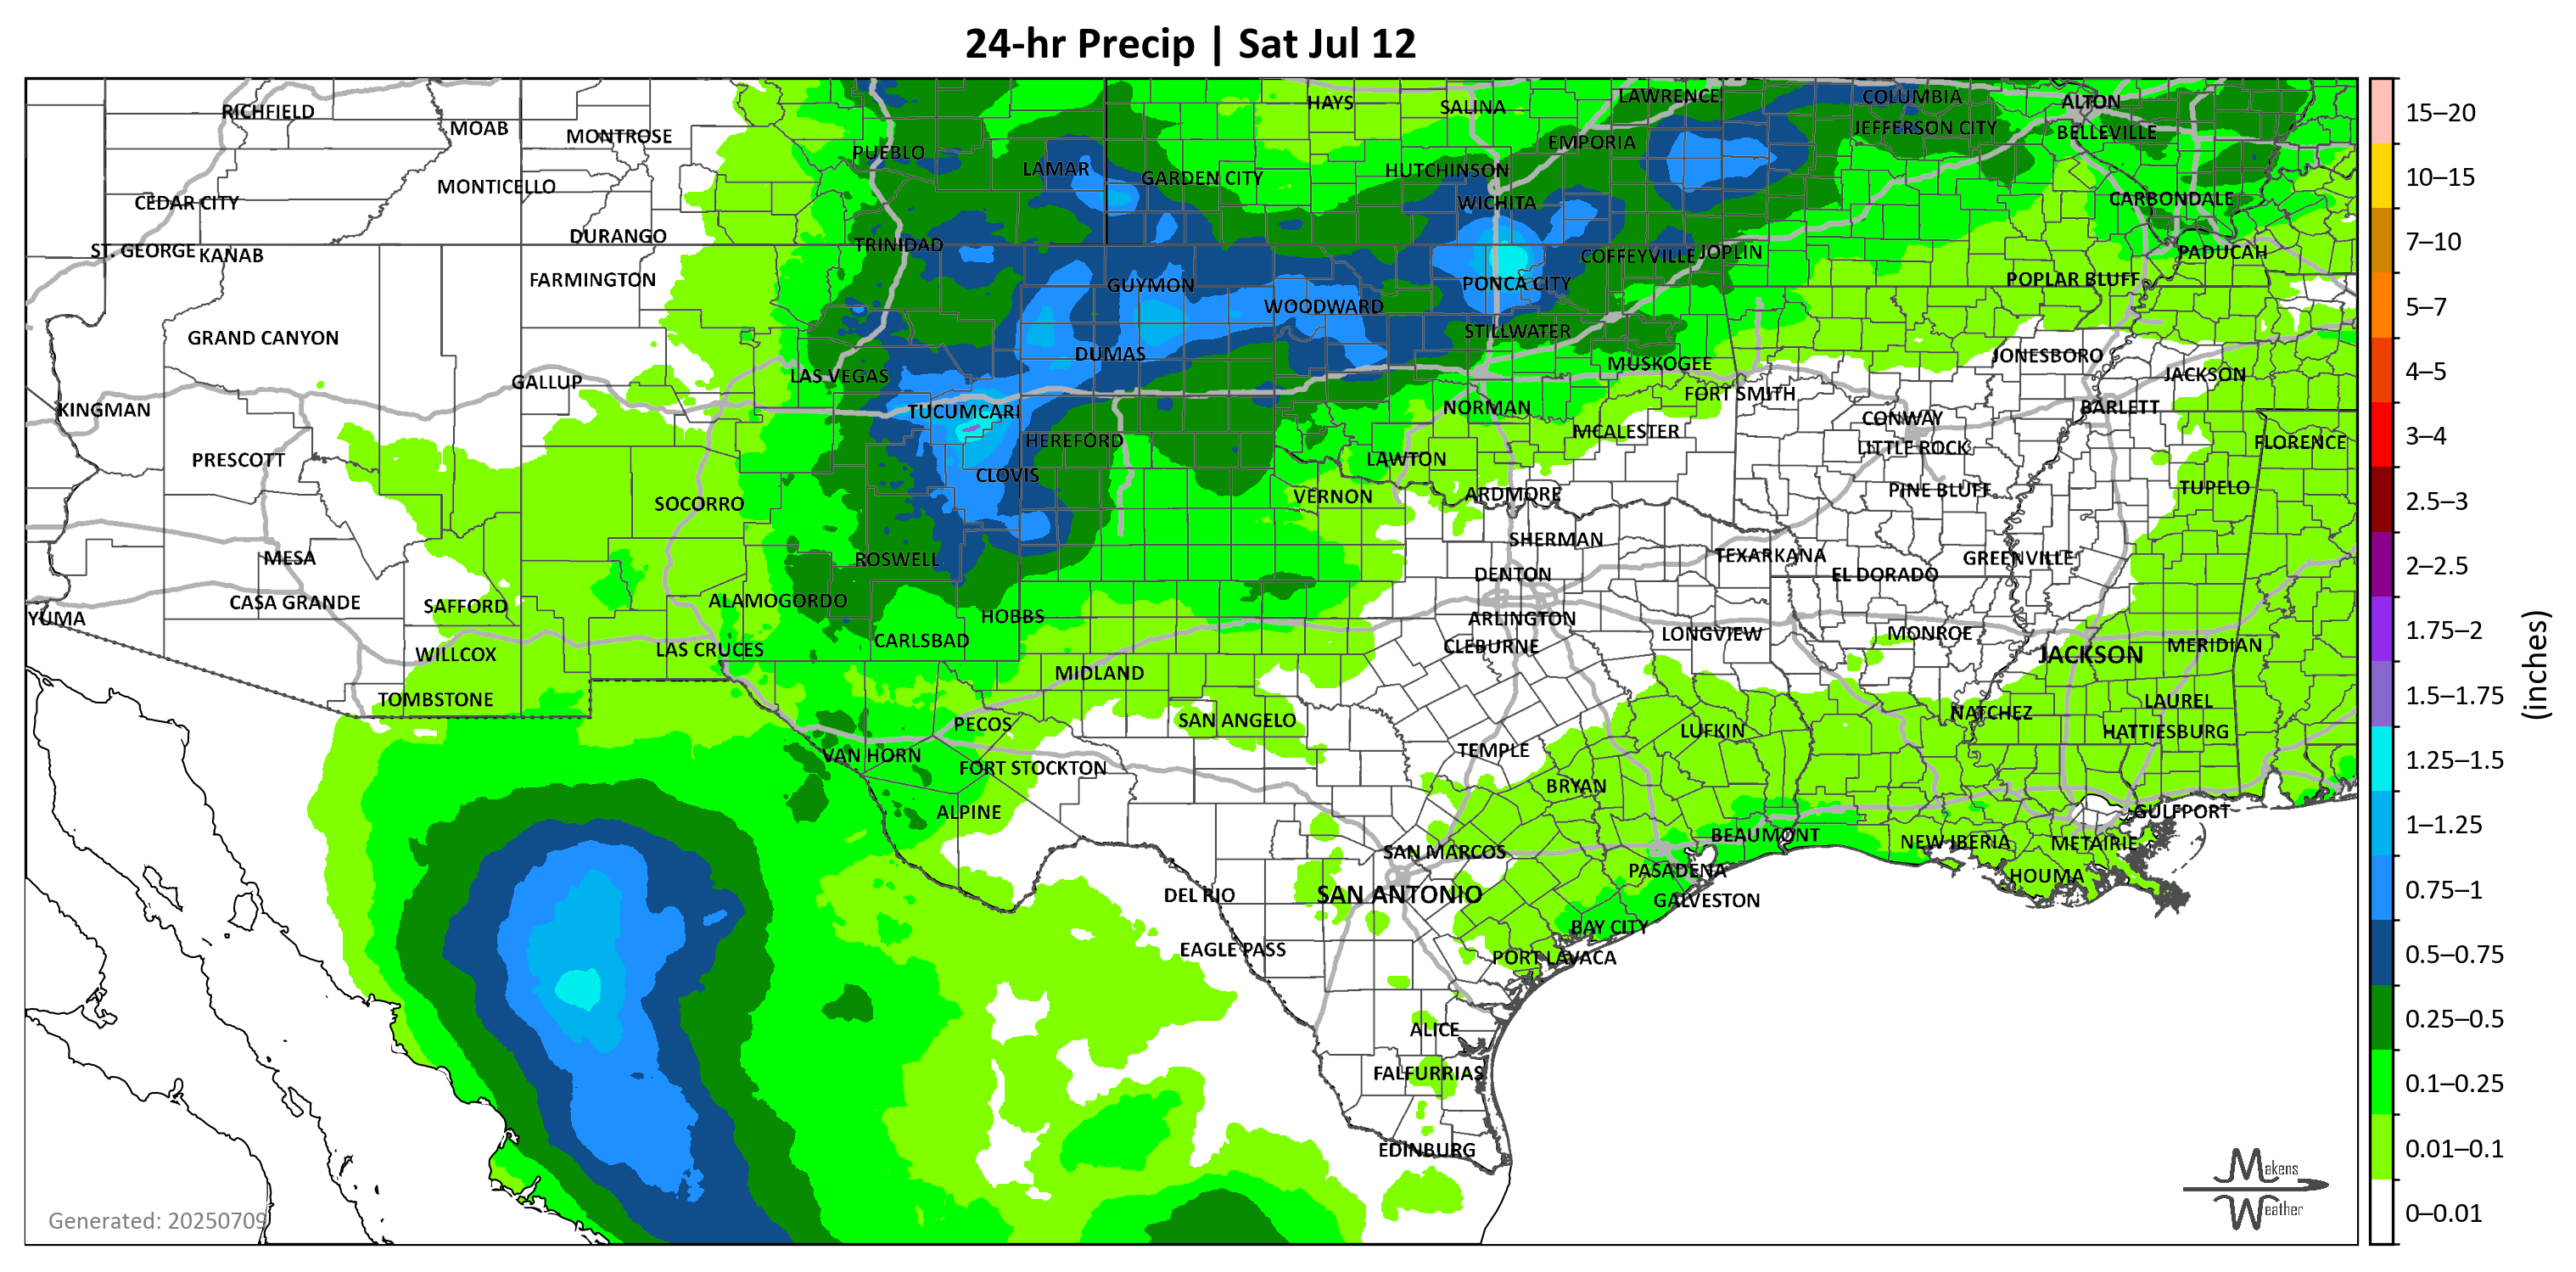 24-hr Precip | Sat Jul 12
RICHFIELD
MOAB
MONTROSE
PUEBLO
LAMAR
GARDEN CITY
HAYS
SALINA
LAWRENCE
COLUMBIA
ALTON
JEFFERSON CITY
BELLEVILLE
EMPORIA
HUTCHINSON
MONTICELLO
CEDAR CITY
WICHITA
CARBONDALE
DURANGO
TRINIDAD
ST. GEORGE
KANAB
COFFEYVILLE
JOPLIN
PADUCAH
FARMINGTON
GUYMON
PONCA CITY
POPLAR BLUFF
WOODWARD
GRAND CANYON
STILLWATER
DUMAS
JONESBORO
MUSKOGEE
JACKSON
GALLUP
LAS VEGAS
FORT SMITH
KINGMAN
TUCUMCARI
NORMAN
BARLETT
CONWAY
MCALESTER
HEREFORD
LITTLE ROCK
FLORENCE
PRESCOTT
LAWTON
CLOVIS
PINE BLUFF
TUPELO
SOCORRO
VERNON
ARDMORE
SHERMAN
MESA
ROSWELL
TEXARKANA
GREENVILLE
DENTON
EL DORADO
CASA GRANDE
SAFFORD
ALAMOGORDO
YUMA
HOBBS
ARLINGTON
CARLSBAD
LONGVIEW
MONROE
WILLCOX
LAS CRUCES
CLEBURNE
JACKSON
MERIDIAN
MIDLAND
TOMBSTONE
LAUREL
PECOS
SAN ANGELO
NATCHEZ
LUFKIN
HATTIESBURG
VAN HORN
TEMPLE
FORT STOCKTON
BRYAN
ALPINE
GULFPORT
BEAUMONT
NEW IBERIA
METAIRIE
SAN MARCOS
PASADENA
HOUMA
DEL RIO
SAN ANTONIO
GALVESTON
BAY CITY
EAGLE PASS
PORT LAVACA
ALICE
FALFURRIAS
EDINBURG
Generated: 20250709
Makens
Weather
15–20
10–15
7–10
5–7
4–5
3–4
2.5–3
2–2.5
1.75–2
1.5–1.75
1.25–1.5
1–1.25
0.75–1
0.5–0.75
0.25–0.5
0.1–0.25
0.01–0.1
0–0.01
(inches)